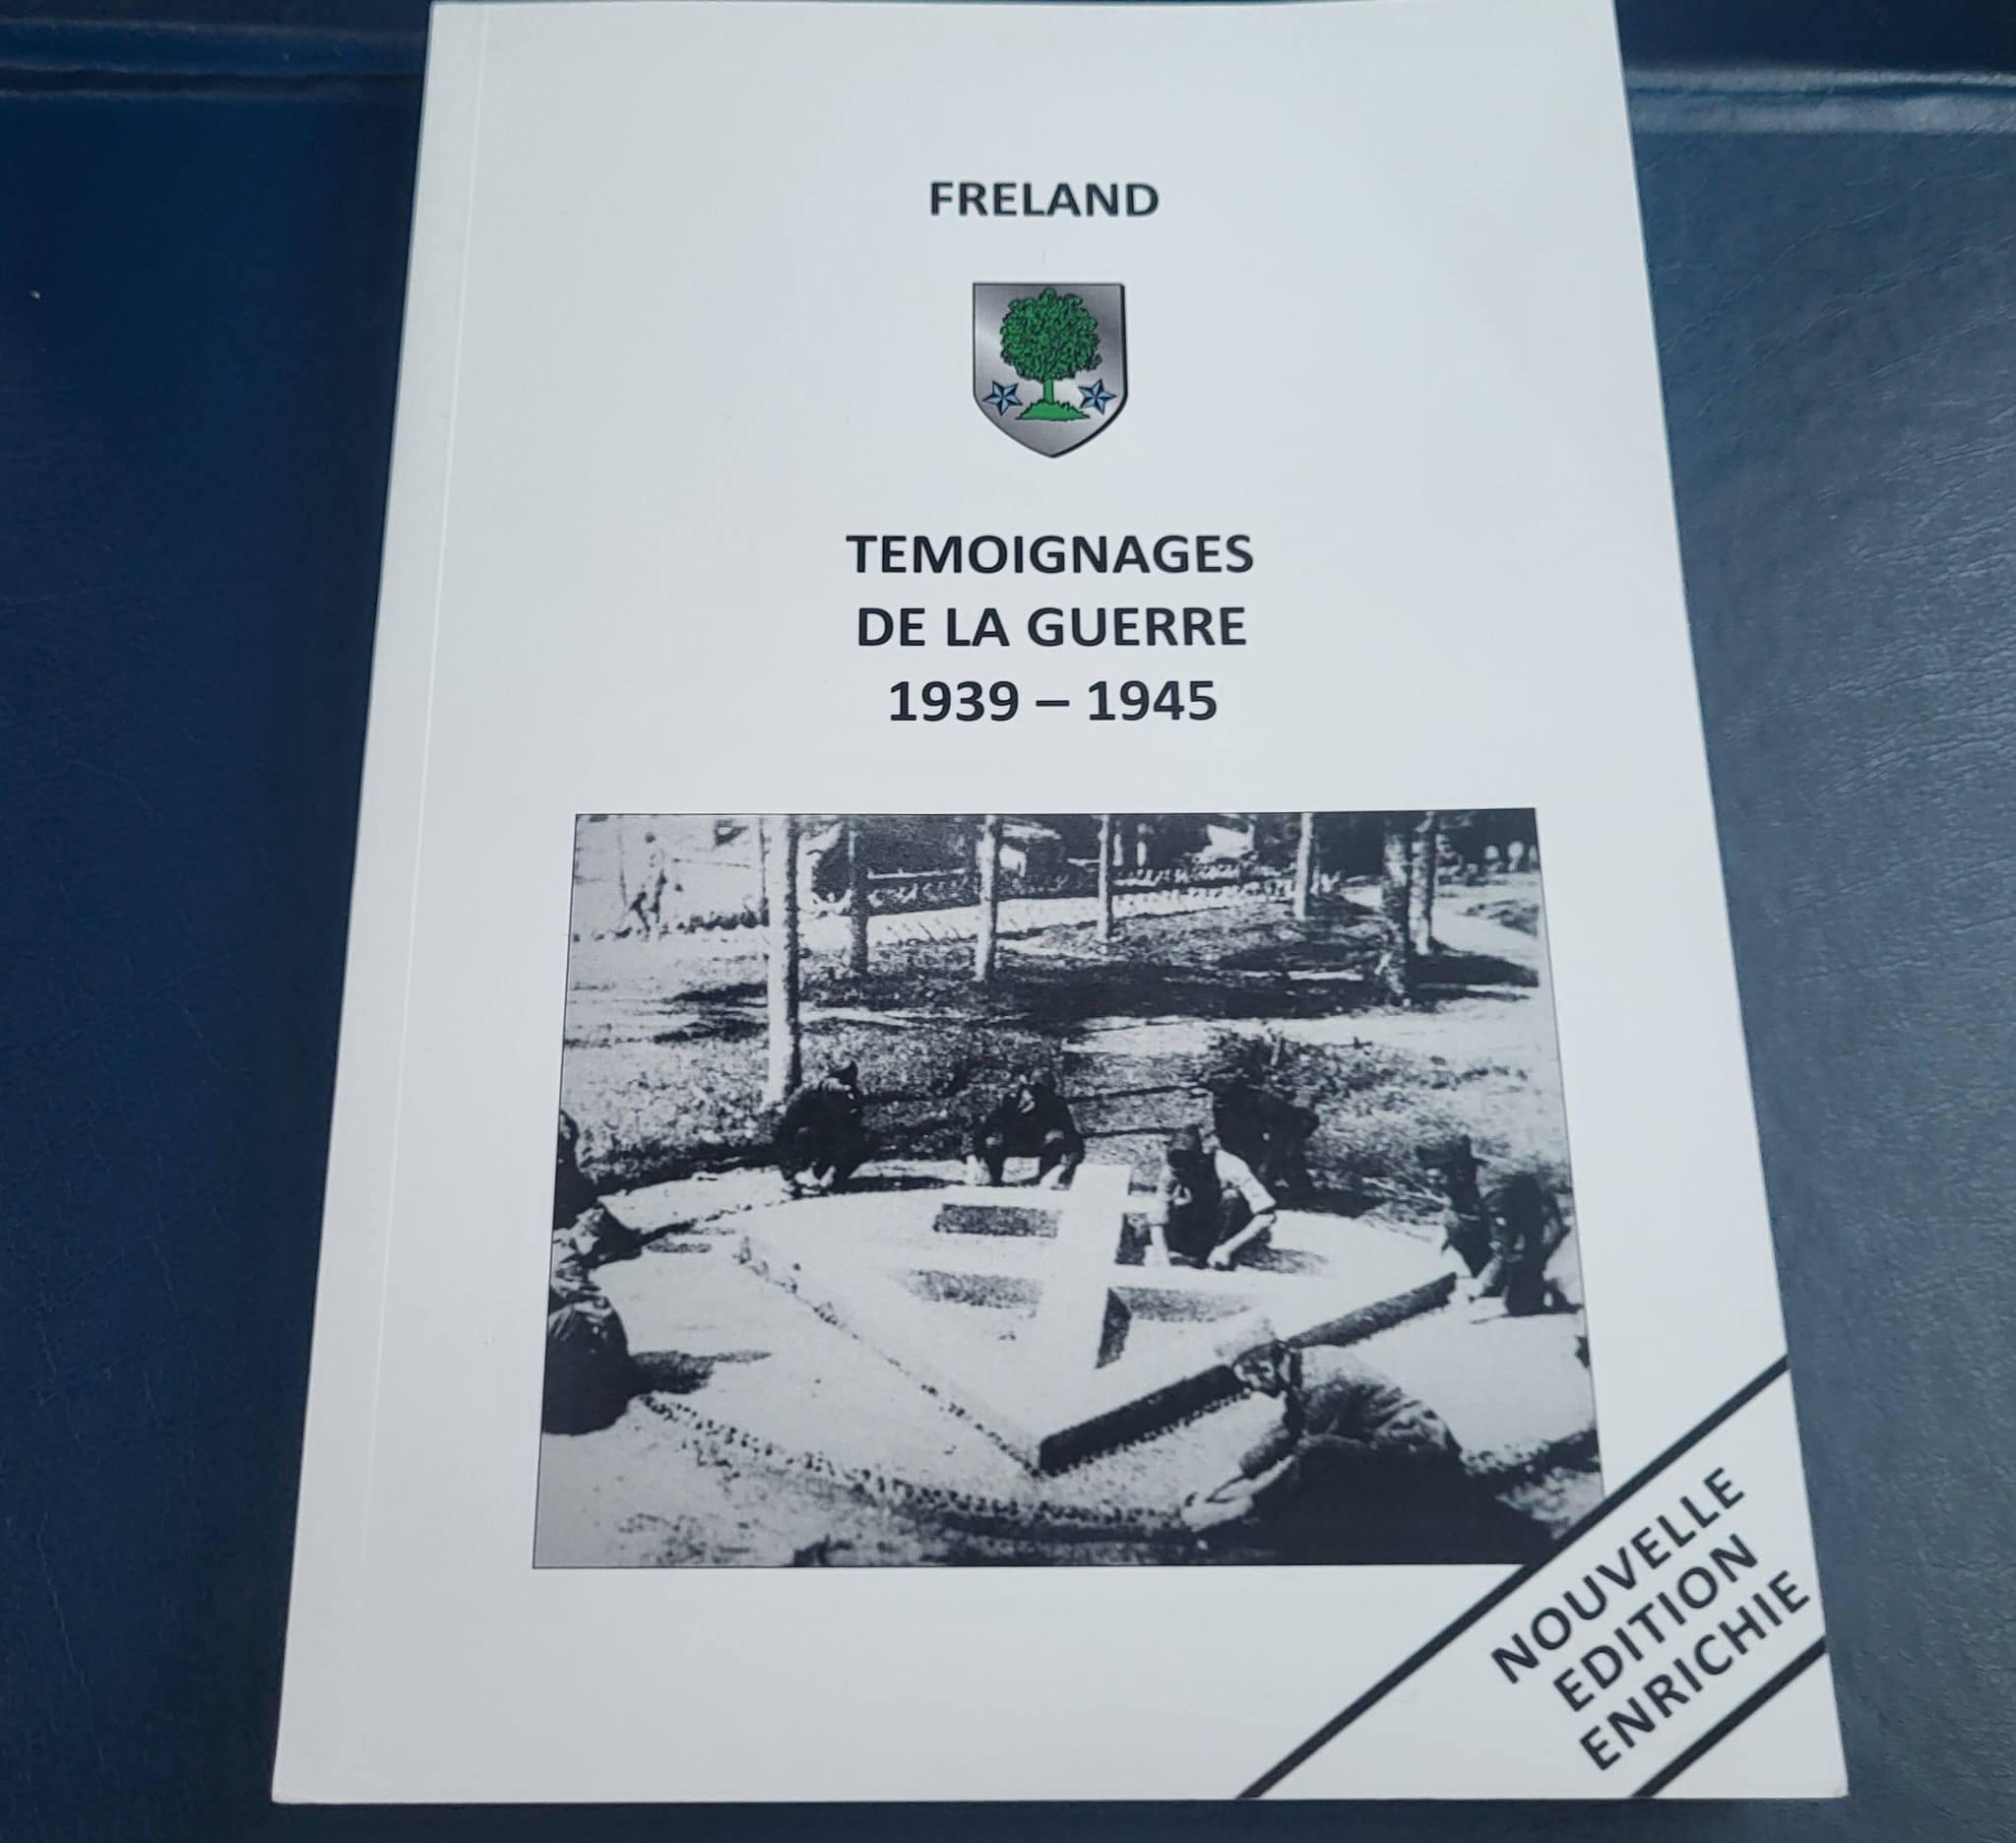 FRELAND
TEMOIGNAGES
DE LA GUERRE
1939 – 1945
NOUVELLE
EDITION
ENRICHIE